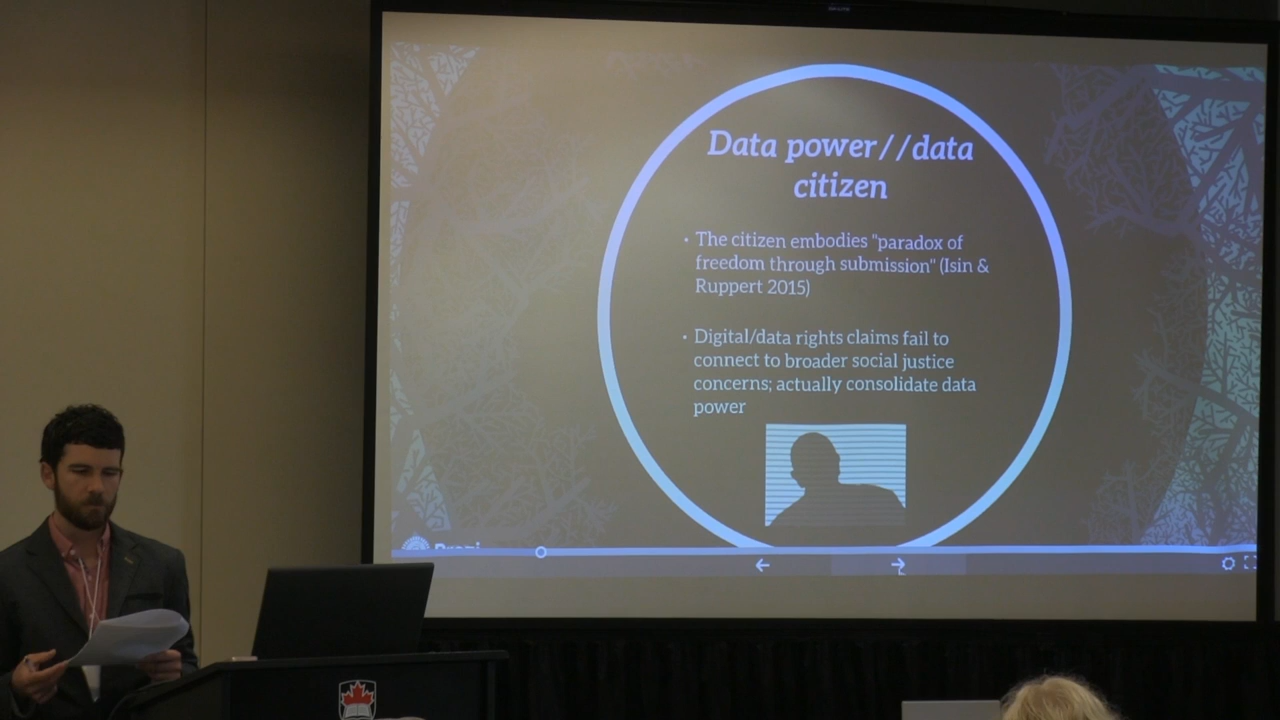 Data power//data
citizen
· The citizen embodies "paradox of
freedom through submission" (Isin &
Ruppert 2015)
· Digital/data rights claims fail to
connect to broader social justice
concerns; actually consolidate data
power
Prezi